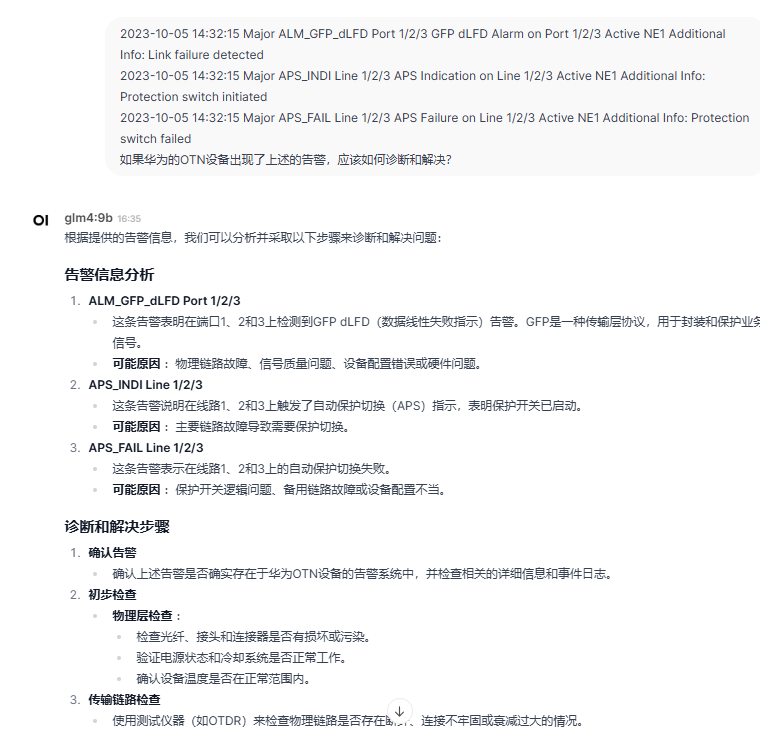 2023-10-05 14:32:15 Major ALM_GFP_dLFD Port 1/2/3 GFP dLFD Alarm on Port 1/2/3 Active NE1 Additional
Info: Link failure detected
2023-10-05 14:32:15 Major APS_INDI Line 1/2/3 APS Indication on Line 1/2/3 Active NE1 Additional Info:
Protection switch initiated
2023-10-05 14:32:15 Major APS_FAIL Line 1/2/3 APS Failure on Line 1/2/3 Active NE1 Additional Info: Protection
switch failed
如果华为的OTN设备出现了上述的告警，应该如何诊断和解决？
OI glm4:9b 16:35
根据提供的告警信息，我们可以分析并采取以下步骤来诊断和解决问题：
告警信息分析
1. ALM_GFP_dLFD Port 1/2/3
这条告警表明在端口1、2和3上检测到GFP dLFD（数据线性失败指示）告警。GFP是一种传输层协议，用于封装和保护业务
信号。
可能原因：物理链路故障、信号质量问题、设备配置错误或硬件问题。
2. APS_INDI Line 1/2/3
这条告警说明在线路1、2和3上触发了自动保护切换（APS）指示，表明保护开关已启动。
可能原因：主要链路故障导致需要保护切换。
3. APS_FAIL Line 1/2/3
这条告警表示在线路1、2和3上的自动保护切换失败。
可能原因：保护开关逻辑问题、备用链路故障或设备配置不当。
诊断和解决步骤
1. 确认告警
确认上述告警是否确实存在于华为OTN设备的告警系统中，并检查相关的详细信息和事件日志。
2. 初步检查
物理层检查：
检查光纤、接头和连接器是否有损坏或污染。
验证电源状态和冷却系统是否正常工作。
确认设备温度是否在正常范围内。
3. 传输链路检查
使用测试仪器（如OTDR）来检查物理链路是否存在、连接不牢固或衰减过大的情况。